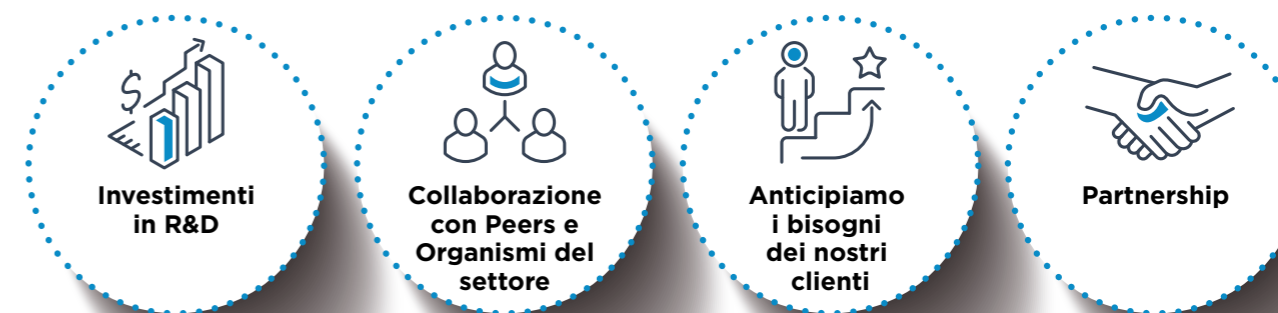 $
Investimenti
in R&D
Collaborazione
con Peers e
Organismi del
settore
Anticipiamo
i bisogni
dei nostri
clienti
Partnership